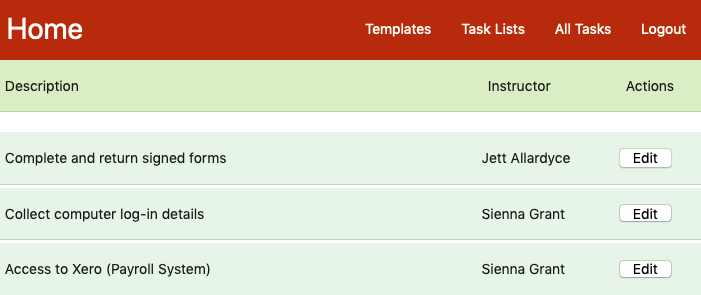 Home Templates Task Lists All Tasks Logout
Description Instructor Actions
Complete and return signed forms Jett Allardyce Edit
Collect computer log-in details Sienna Grant Edit
Access to Xero (Payroll System) Sienna Grant Edit